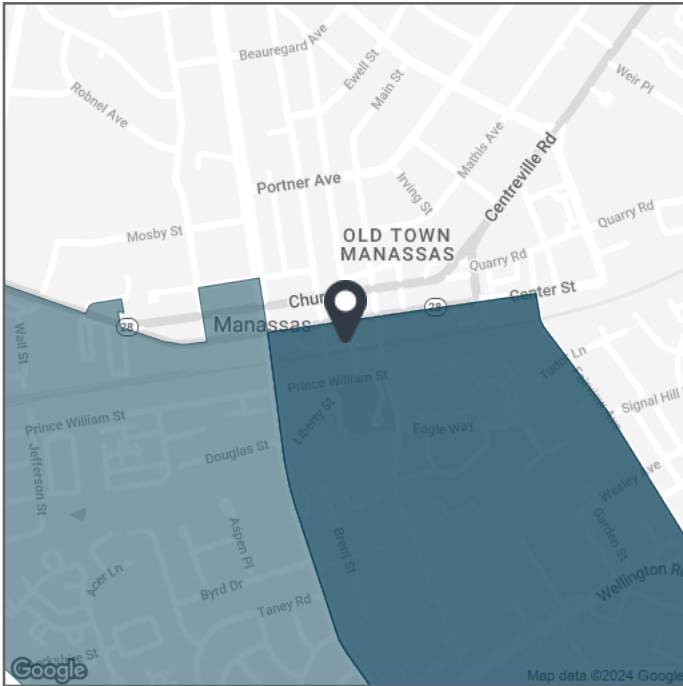 Beauregard Ave
Ewell St
Main St
Weir Pl
Robnel Ave
Mathis Ave
Centreville Rd
Portner Ave
Irving St
Quarry Rd
Mosby St
OLD TOWN
MANASSAS
Quarry Rd
Center St
Chur
28
28
Manassas
Wall St
Tudor Ln
Prince William St
Signal Hill
Prince William St
Liberty St
Eagle Way
Jefferson St
Douglas St
Wesley Ave
Garden St
Aspen Pl
Brent St
Acer Ln
Byrd Dr
Wellington Rd
Taney Rd
Google
Map data ©2024 Google